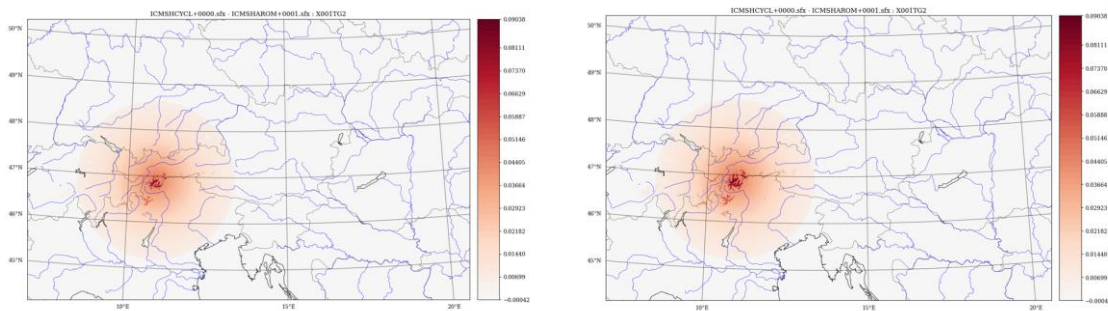 ICMSHCYCL+0000.sfx - ICMSHAROM+0001.sfx : X001TG2
50°N
49°N
48°N
47°N
46°N
45°N
10°E
15°E
20°E
0.09038
0.08111
0.07370
0.06629
0.05887
0.05146
0.04405
0.03664
0.02923
0.02182
0.01440
0.00699
−0.00042
ICMSHCYCL+0000.sfx - ICMSHAROM+0001.sfx : X001TG2
50°N
49°N
48°N
47°N
46°N
45°N
10°E
15°E
20°E
0.09038
0.08111
0.07370
0.06629
0.05888
0.05146
0.04405
0.03664
0.02923
0.02182
0.01440
0.00699
−0.00042